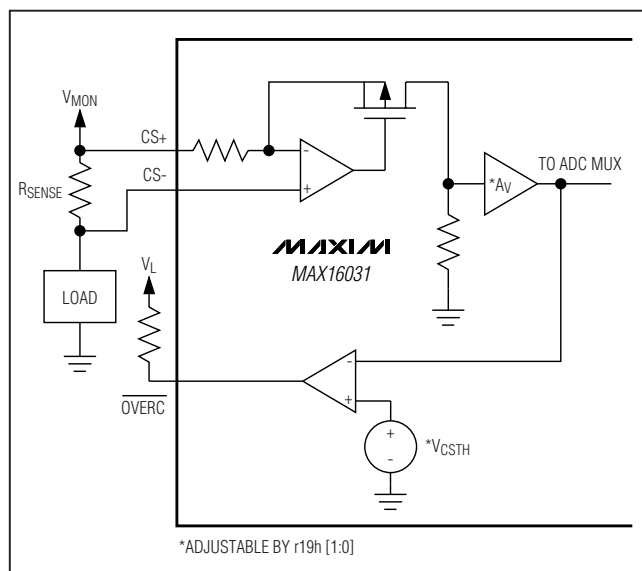 VMON
CS+
CS-
RSENSE
LOAD
-
+
*AV
TO ADC MUX
MAXIM
MAX16031
VL
OVERC
-
+
+
-
*VCSTH
*ADJUSTABLE BY r19h [1:0]